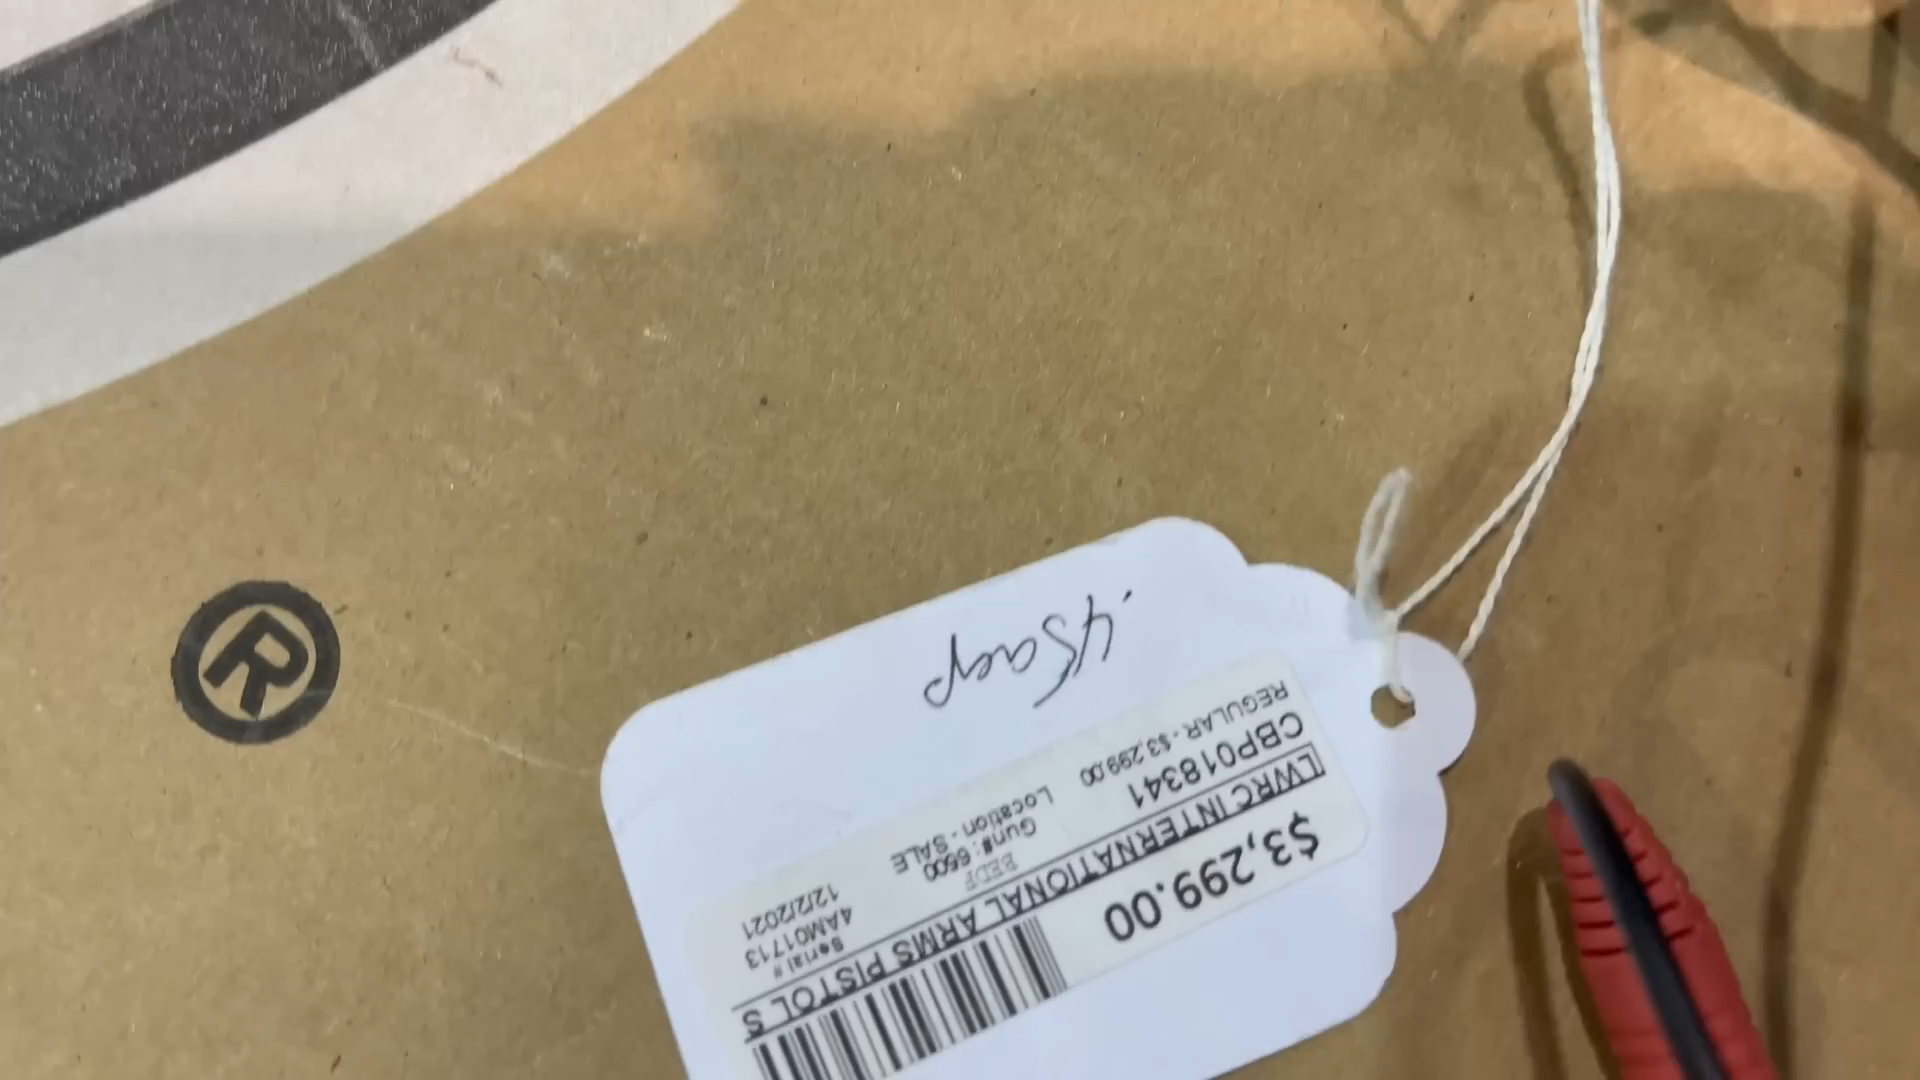 $3,299.00
LWRC INTERNATIONAL ARMS PISTOL S
CBP018341
REGULAR - $3,299.00
Gun#: 6600
Location - SALE
Serial #
4AM01713
12/2/2021
.45acp
®